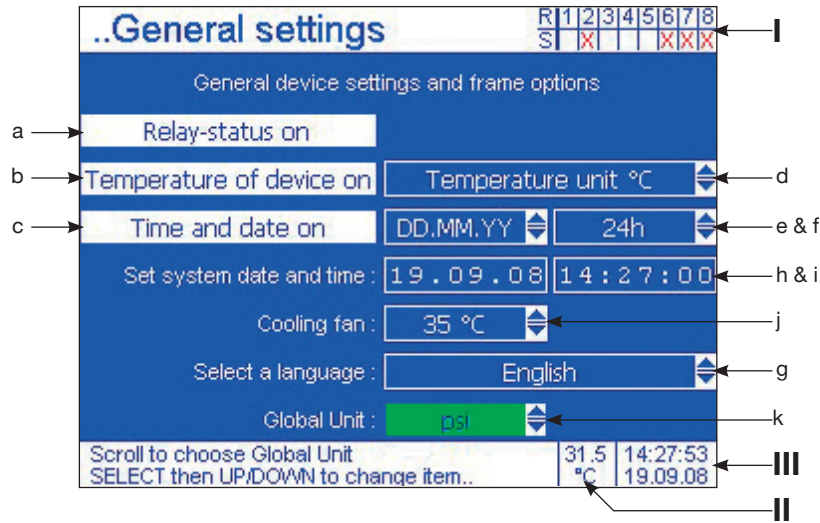 ..General settings R 1 2 3 4 5 6 7 8 I
S X X X X
General device settings and frame options
a Relay-status on
b Temperature of device on Temperature unit °C d
c Time and date on DD.MM.YY 24h e & f
Set system date and time : 19.09.08 14:27:00 h & i
Cooling fan : 35 °C j
Select a language : English g
Global Unit : psi k
Scroll to choose Global Unit 31.5 14:27:53 III
SELECT then UP/DOWN to change item.. °C 19.09.08
II